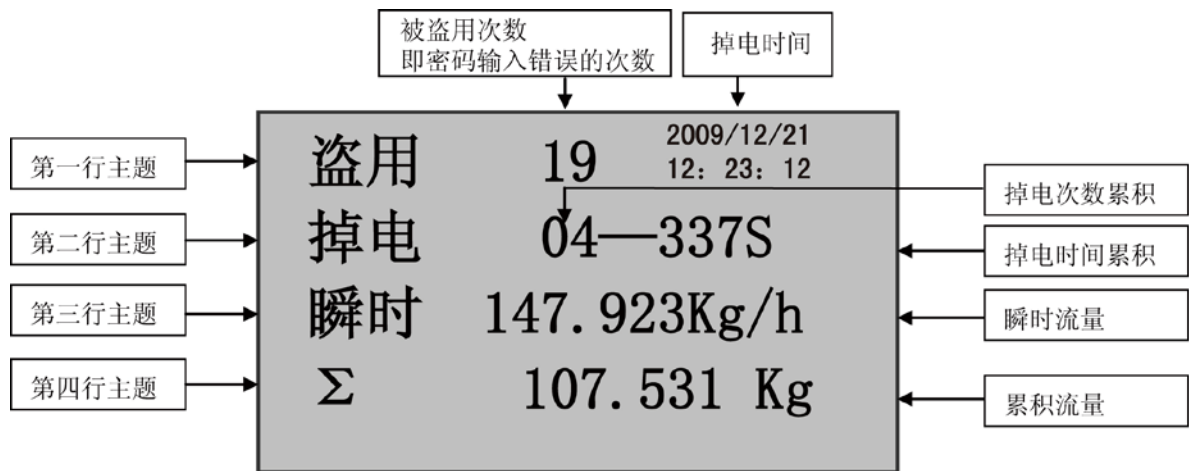 被盗用次数
即密码输入错误的次数
掉电时间
第一行主题
盗用 19 2009/12/21
12: 23: 12
掉电次数累积
第二行主题
掉电 04—337S
掉电时间累积
第三行主题
瞬时 147.923Kg/h
瞬时流量
第四行主题
Σ 107.531 Kg
累积流量